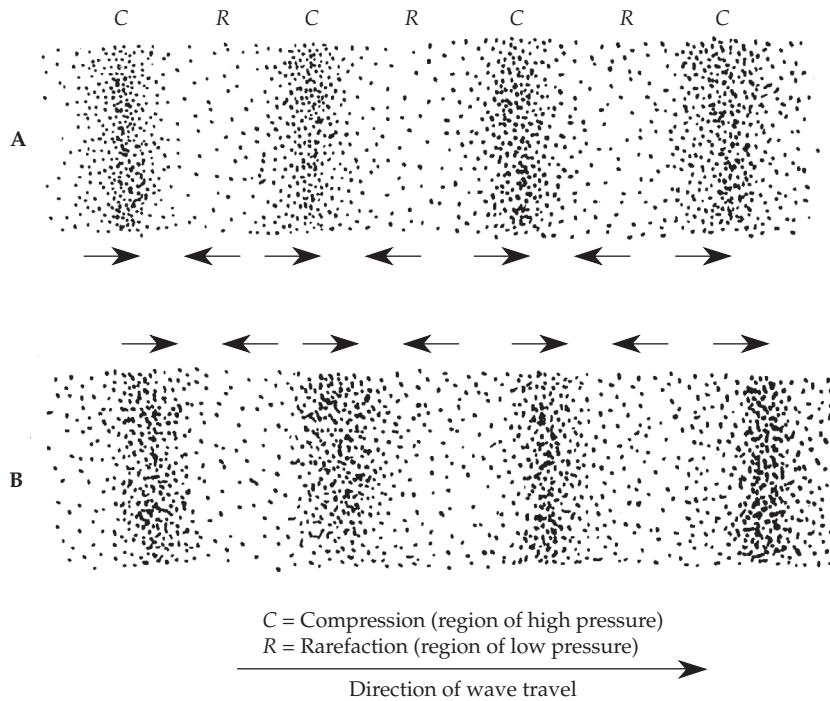 C R C R C R C
A
B
C = Compression (region of high pressure)
R = Rarefaction (region of low pressure)
Direction of wave travel